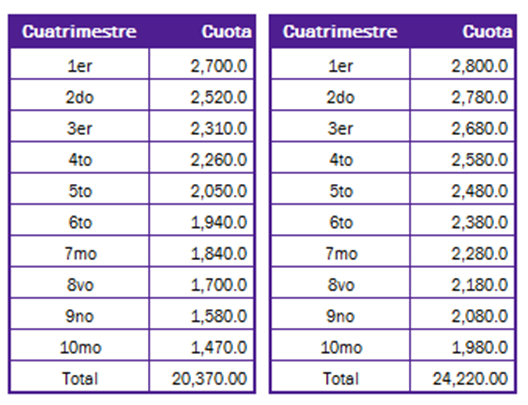 Cuatrimestre Cuota
1er 2,700.0
2do 2,520.0
3er 2,310.0
4to 2,260.0
5to 2,050.0
6to 1,940.0
7mo 1,840.0
8vo 1,700.0
9no 1,580.0
10mo 1,470.0
Total 20,370.00
Cuatrimestre Cuota
1er 2,800.0
2do 2,780.0
3er 2,680.0
4to 2,580.0
5to 2,480.0
6to 2,380.0
7mo 2,280.0
8vo 2,180.0
9no 2,080.0
10mo 1,980.0
Total 24,220.00